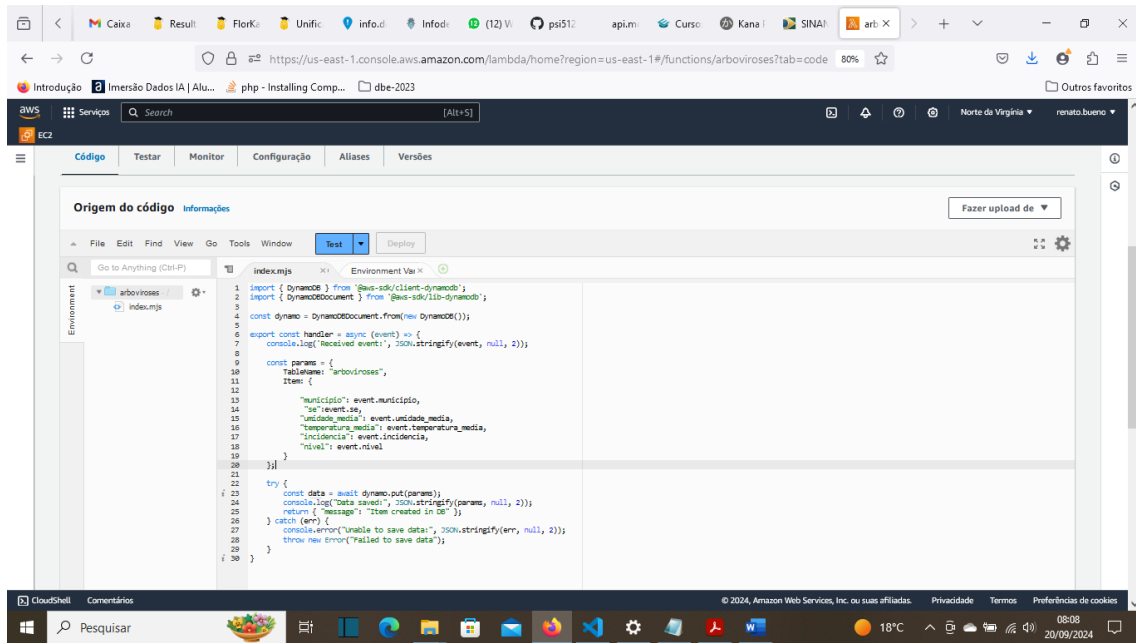 Caixa Result FlorKa Unific info.d Infode (12) W psi512 api.m Curso Kana SINAN arb
https://us-east-1.console.aws.amazon.com/lambda/home?region=us-east-1#/functions/arboviroses?tab=code 80%
Introdução Imersão Dados IA | Alu... php - Installing Comp... dbe-2023 Outros favoritos
aws Serviços Search [Alt+S] Norte da Virgínia renato.bueno
EC2
Código Testar Monitor Configuração Aliases Versões
Origem do código Informações Fazer upload de
File Edit Find View Go Tools Window Test Deploy
Go to Anything (Ctrl-P) index.mjs Environment Var
Environment
arboviroses - /
index.mjs
1 import { DynamoDB } from '@aws-sdk/client-dynamodb';
2 import { DynamoDBDocument } from '@aws-sdk/lib-dynamodb';
3
4 const dynamo = DynamoDBDocument.from(new DynamoDB());
5
6 export const handler = async (event) => {
7 console.log('Received event:', JSON.stringify(event, null, 2));
8
9 const params = {
10 TableName: "arboviroses",
11 Item: {
12
13 "municipio": event.municipio,
14 "se":event.se,
15 "umidade_media": event.umidade_media,
16 "temperatura_media": event.temperatura_media,
17 "incidencia": event.incidencia,
18 "nivel": event.nivel
19 }
20 };
21
22 try {
i 23 const data = await dynamo.put(params);
24 console.log("Data saved:", JSON.stringify(params, null, 2));
25 return { "message": "Item created in DB" };
26 } catch (err) {
27 console.error("Unable to save data:", JSON.stringify(err, null, 2));
28 throw new Error("Failed to save data");
29 }
i 30 }
CloudShell Comentários © 2024, Amazon Web Services, Inc. ou suas afiliadas. Privacidade Termos Preferências de cookies
Pesquisar 18°C 08:08
20/09/2024